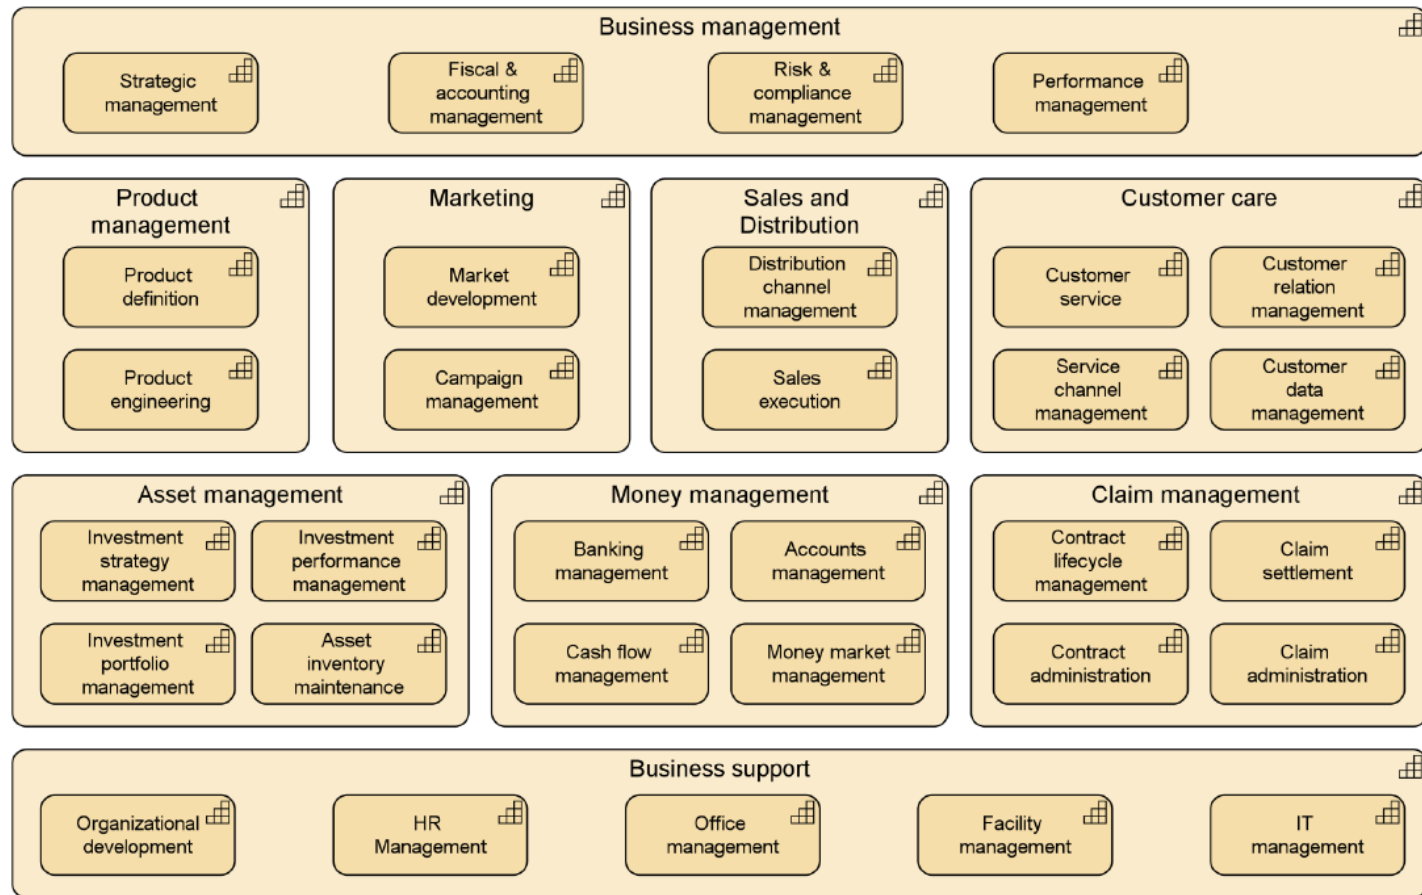 Business management
Strategic
management
Fiscal &
accounting
management
Risk &
compliance
management
Performance
management
Product
management
Product
definition
Product
engineering
Marketing
Market
development
Campaign
management
Sales and
Distribution
Distribution
channel
management
Sales
execution
Customer care
Customer
service
Customer
relation
management
Service
channel
management
Customer
data
management
Asset management
Investment
strategy
management
Investment
performance
management
Investment
portfolio
management
Asset
inventory
maintenance
Money management
Banking
management
Accounts
management
Cash flow
management
Money market
management
Claim management
Contract
lifecycle
management
Claim
settlement
Contract
administration
Claim
administration
Business support
Organizational
development
HR
Management
Office
management
Facility
management
IT
management